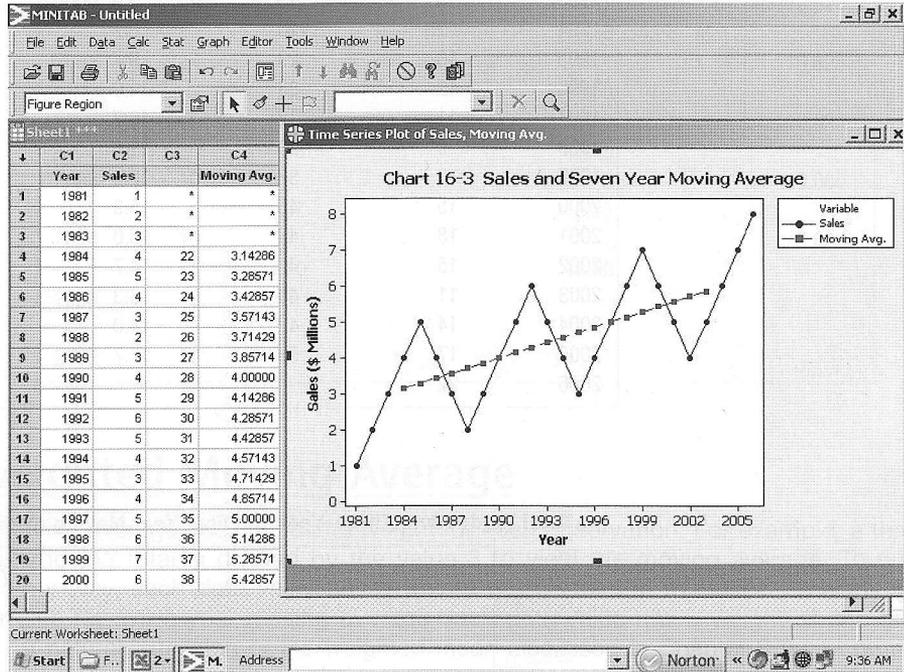 MINITAB - Untitled
File Edit Data Calc Stat Graph Editor Tools Window Help
Figure Region
Sheet1 ***
Time Series Plot of Sales, Moving Avg.
↓ C1 C2 C3 C4
Year Sales Moving Avg.
1 1981 1 * *
2 1982 2 * *
3 1983 3 * *
4 1984 4 22 3.14286
5 1985 5 23 3.28571
6 1986 4 24 3.42857
7 1987 3 25 3.57143
8 1988 2 26 3.71429
9 1989 3 27 3.85714
10 1990 4 28 4.00000
11 1991 5 29 4.14286
12 1992 6 30 4.28571
13 1993 5 31 4.42857
14 1994 4 32 4.57143
15 1995 3 33 4.71429
16 1996 4 34 4.85714
17 1997 5 35 5.00000
18 1998 6 36 5.14286
19 1999 7 37 5.28571
20 2000 6 38 5.42857
Chart 16-3 Sales and Seven Year Moving Average
Variable
Sales
Moving Avg.
Sales ($ Millions)
8
7
6
5
4
3
2
1
0
1981 1984 1987 1990 1993 1996 1999 2002 2005
Year
Current Worksheet: Sheet1
Start F.. 2 M. Address Norton « 9:36 AM